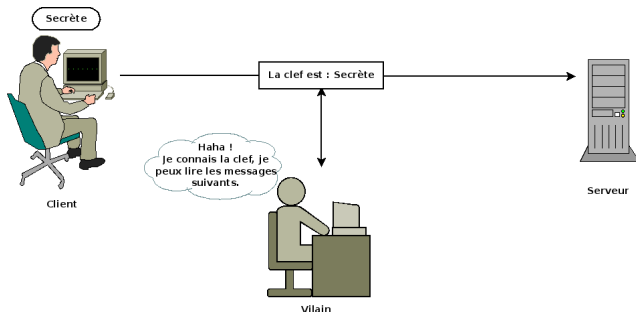 Secrète
La clef est : Secrète
Haha !
Je connais la clef, je
peux lire les messages
suivants.
Client
Serveur
Vilain